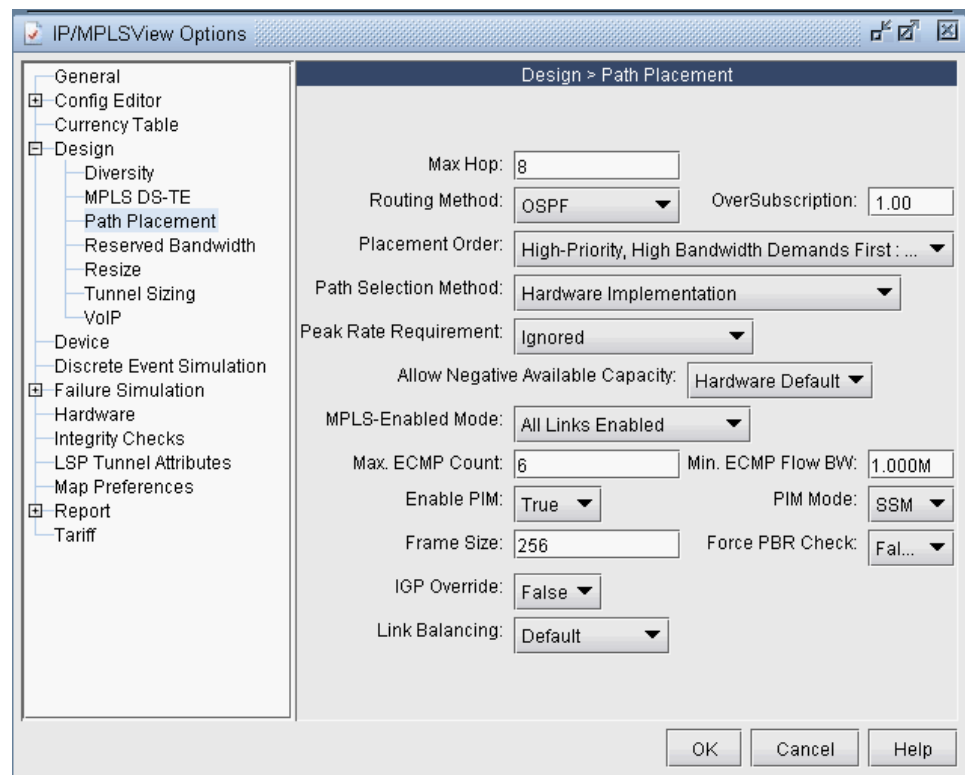 IP/MPLSView Options
General
Config Editor
Currency Table
Design
Diversity
MPLS DS-TE
Path Placement
Reserved Bandwidth
Resize
Tunnel Sizing
VoIP
Device
Discrete Event Simulation
Failure Simulation
Hardware
Integrity Checks
LSP Tunnel Attributes
Map Preferences
Report
Tariff
Design > Path Placement
Max Hop: 8
Routing Method: OSPF OverSubscription: 1.00
Placement Order: High-Priority, High Bandwidth Demands First : ...
Path Selection Method: Hardware Implementation
Peak Rate Requirement: Ignored
Allow Negative Available Capacity: Hardware Default
MPLS-Enabled Mode: All Links Enabled
Max. ECMP Count: 6 Min. ECMP Flow BW: 1.000M
Enable PIM: True PIM Mode: SSM
Frame Size: 256 Force PBR Check: Fal...
IGP Override: False
Link Balancing: Default
OK Cancel Help